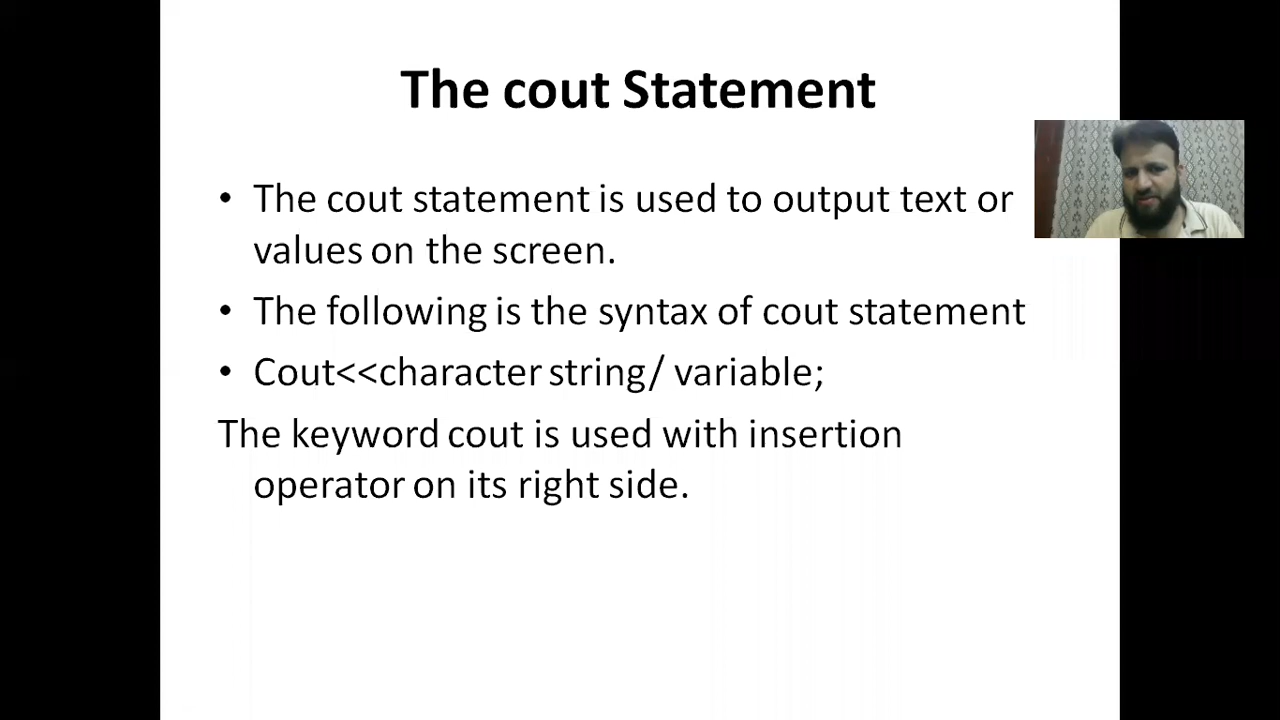 The cout Statement
• The cout statement is used to output text or
values on the screen.
• The following is the syntax of cout statement
• Cout<<character string/ variable;
The keyword cout is used with insertion
operator on its right side.